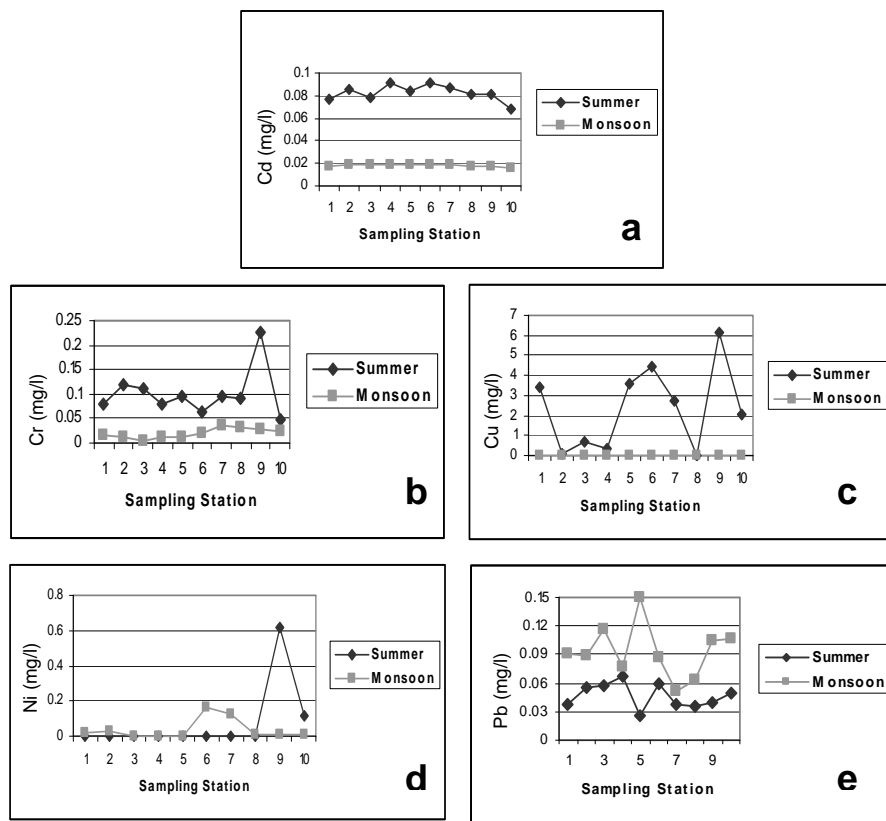 0.1
0.08
0.06
0.04
0.02
0
Cd (mg/l)
1 2 3 4 5 6 7 8 9 10
Sampling Station
Summer
Monsoon
a
0.25
0.2
0.15
0.1
0.05
0
Cr (mg/l)
1 2 3 4 5 6 7 8 9 10
Sampling Station
Summer
Monsoon
b
7
6
5
4
3
2
1
0
Cu (mg/l)
1 2 3 4 5 6 7 8 9 10
Sampling Station
Summer
Monsoon
c
0.8
0.6
0.4
0.2
0
Ni (mg/l)
1 2 3 4 5 6 7 8 9 10
Sampling Station
Summer
Monsoon
d
0.15
0.12
0.09
0.06
0.03
0
Pb (mg/l)
1 3 5 7 9
Sampling Station
Summer
Monsoon
e